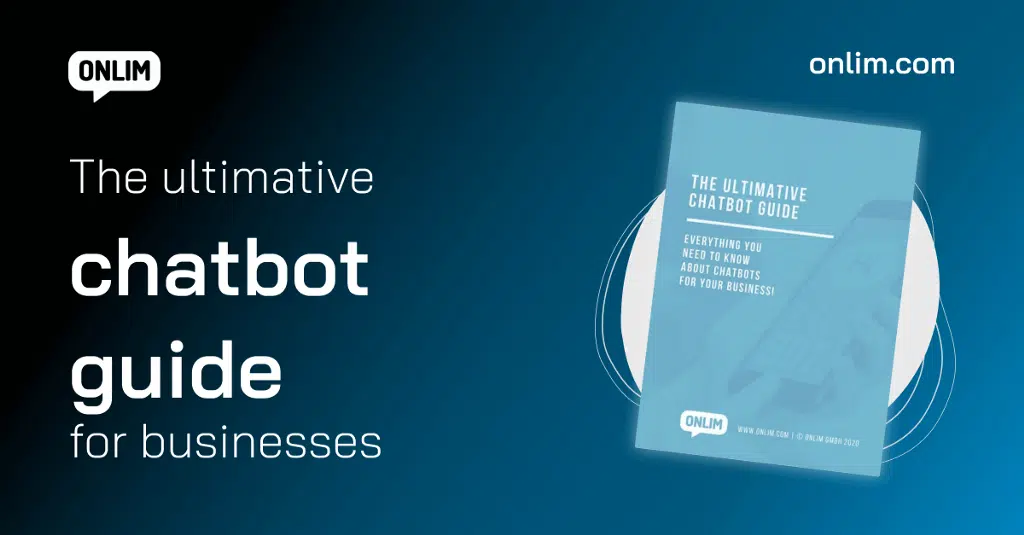 ONLIM
onlim.com
The ultimative
chatbot
guide
for businesses
THE ULTIMATIVE
CHATBOT GUIDE
EVERYTHING YOU
NEED TO KNOW
ABOUT CHATBOTS
FOR YOUR BUSINESS!
ONLIM
WWW.ONLIM.COM | © ONLIM GMBH 2020